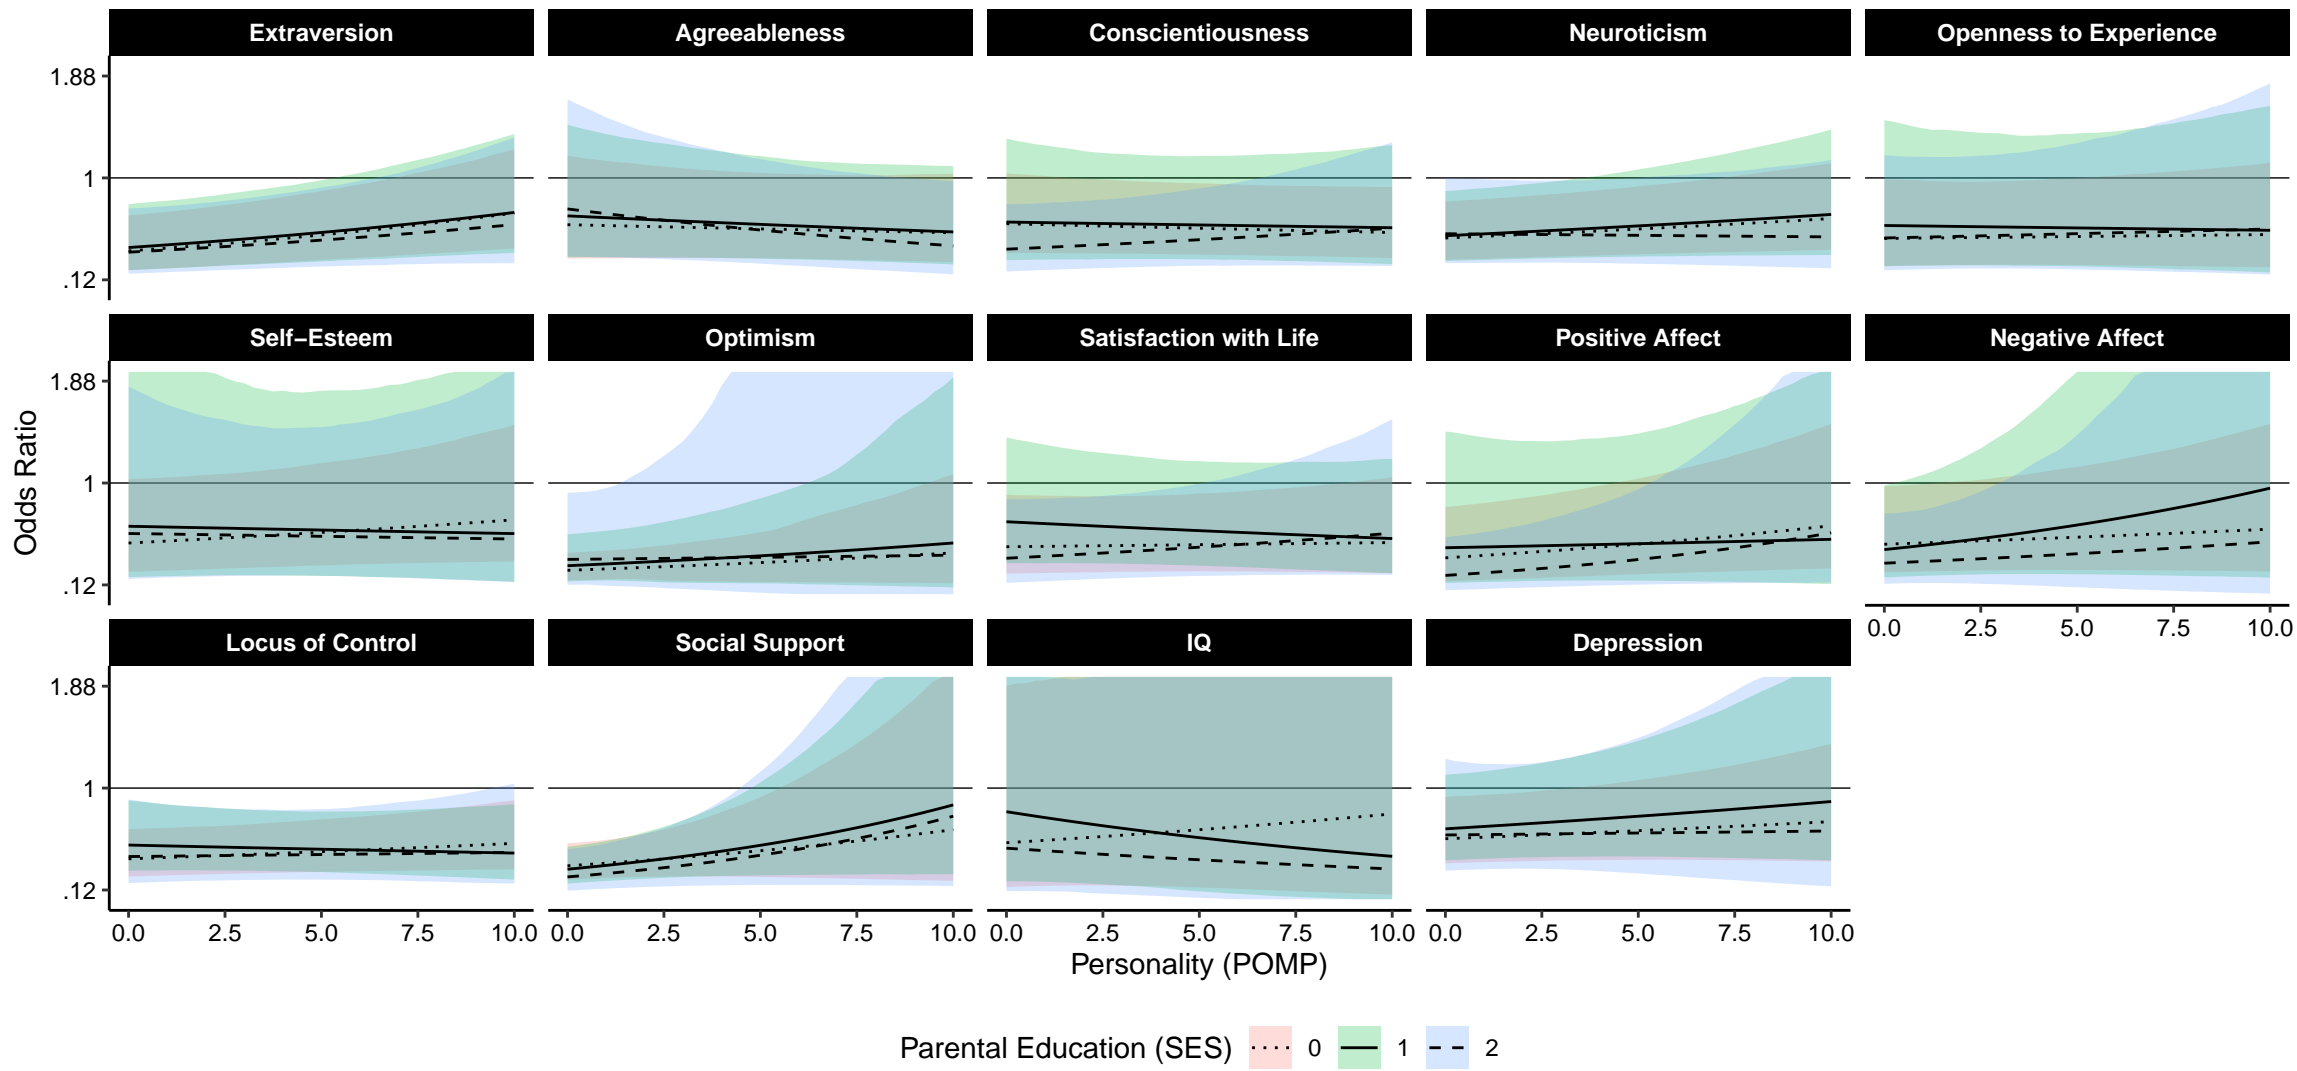 Extraversion Agreeableness Conscientiousness Neuroticism Openness to Experience
1.88
1
.12
Self−Esteem Optimism Satisfaction with Life Positive Affect Negative Affect
1.88
1
.12
0.0 2.5 5.0 7.5 10.0
Locus of Control Social Support IQ Depression
1.88
1
.12
0.0 2.5 5.0 7.5 10.0 0.0 2.5 5.0 7.5 10.0 0.0 2.5 5.0 7.5 10.0 0.0 2.5 5.0 7.5 10.0
Odds Ratio
Personality (POMP)
Parental Education (SES) 0 1 2